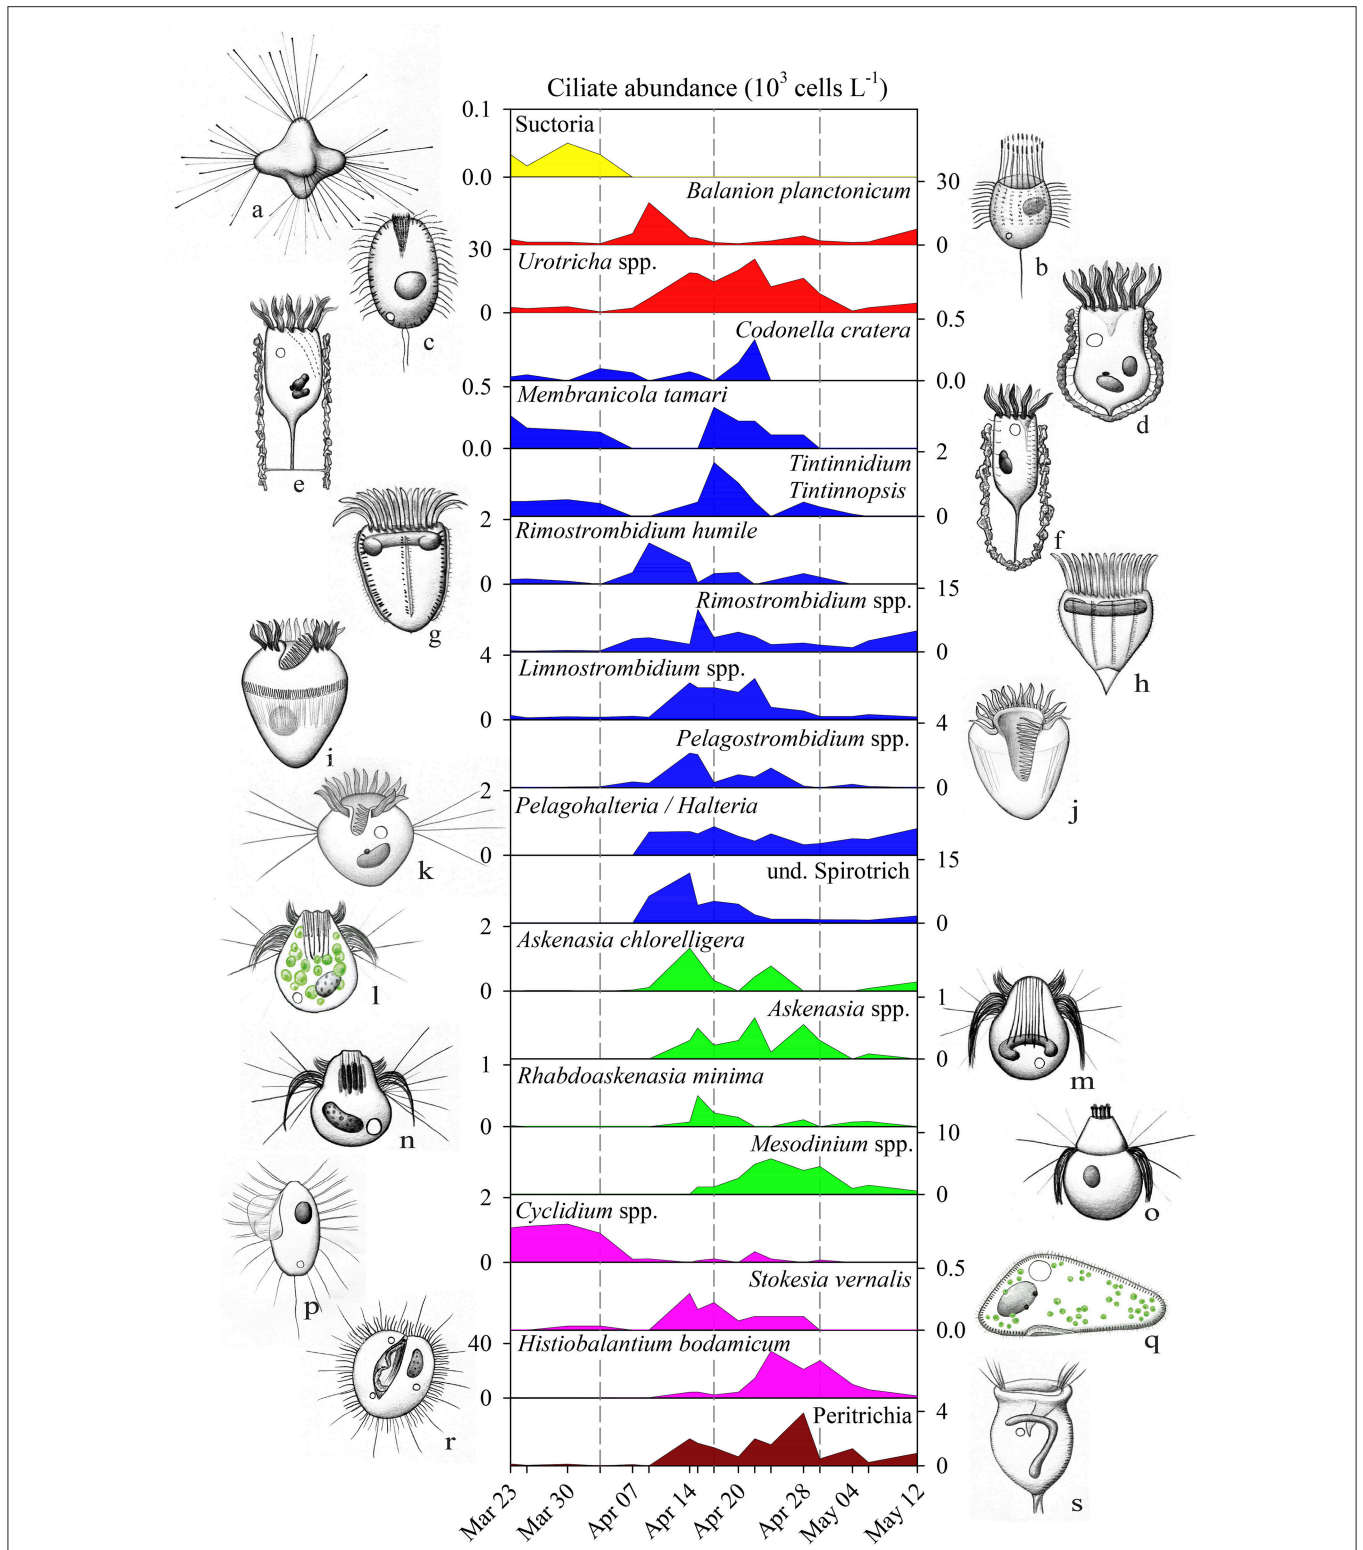 Ciliate abundance (10³ cells L⁻¹)
0.1
Suctoria
0.0
a
Balanion planctonicum
30
0
b
30
Urotricha spp.
0
c
Codonella cratera
0.5
0.0
d
0.5
Membranicola tamari
0.0
e
Tintinnidium
Tintinnopsis
2
0
f
2
Rimostrombidium humile
0
g
Rimostrombidium spp.
15
0
h
4
Limnostrombidium spp.
0
i
Pelagostrombidium spp.
4
0
j
2
Pelagohalteria / Halteria
0
k
und. Spirotrich
15
0
2
Askenasia chlorelligera
0
l
Askenasia spp.
1
0
m
1
Rhabdoaskenasia minima
0
n
Mesodinium spp.
10
0
o
2
Cyclidium spp.
0
p
Stokesia vernalis
0.5
0.0
q
40
Histiobalantium bodamicum
0
r
Peritrichia
4
0
s
Mar 23
Mar 30
Apr 07
Apr 14
Apr 20
Apr 28
May 04
May 12